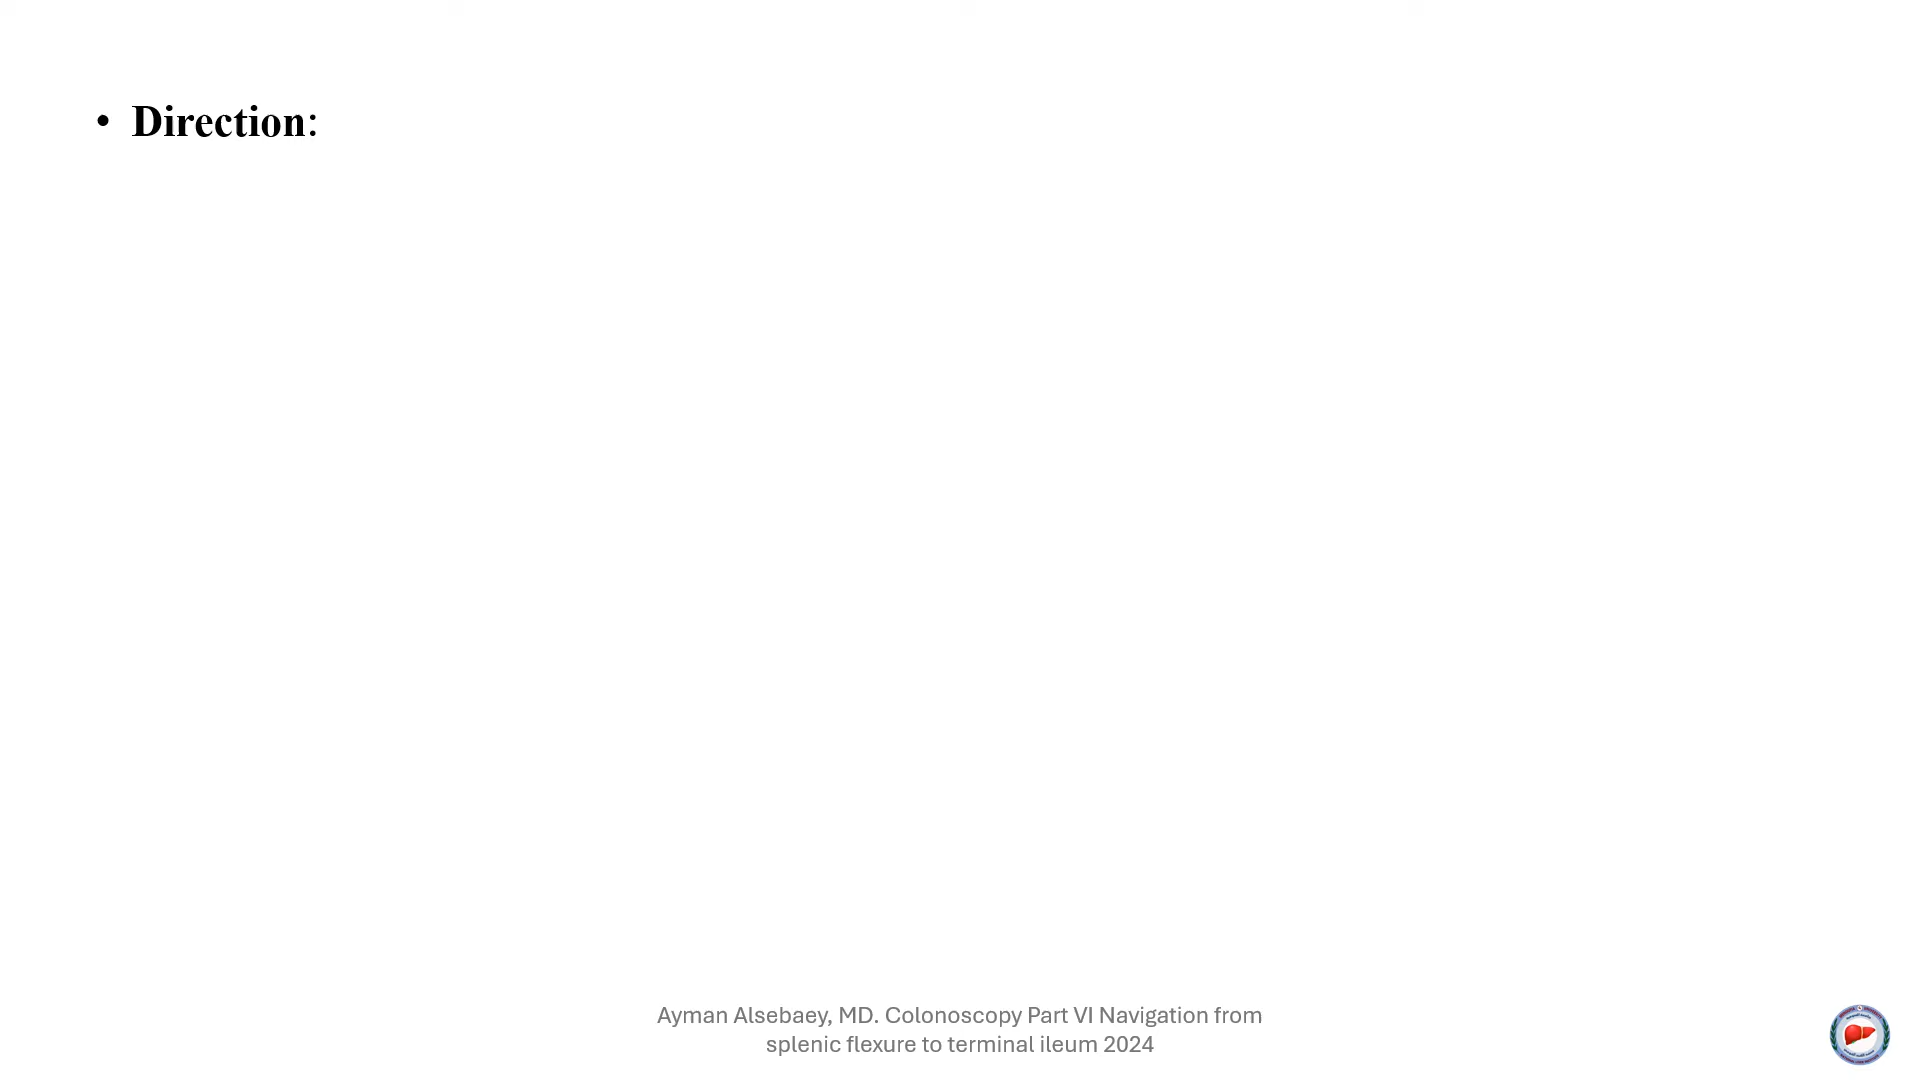 • Direction:
Ayman Alsebaey, MD. Colonoscopy Part VI Navigation from
splenic flexure to terminal ileum 2024